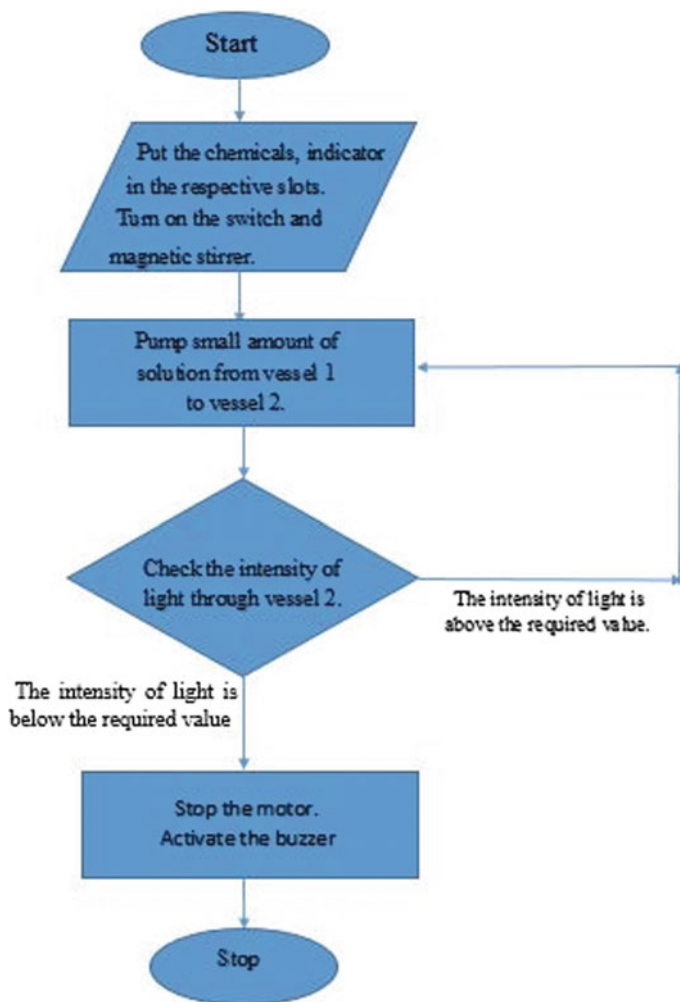 Start
Put the chemicals, indicator
in the respective slots.
Turn on the switch and
magnetic stirrer.
Pump small amount of
solution from vessel 1
to vessel 2.
Check the intensity of
light through vessel 2.
The intensity of light is
above the required value.
The intensity of light is
below the required value
Stop the motor.
Activate the buzzer
Stop